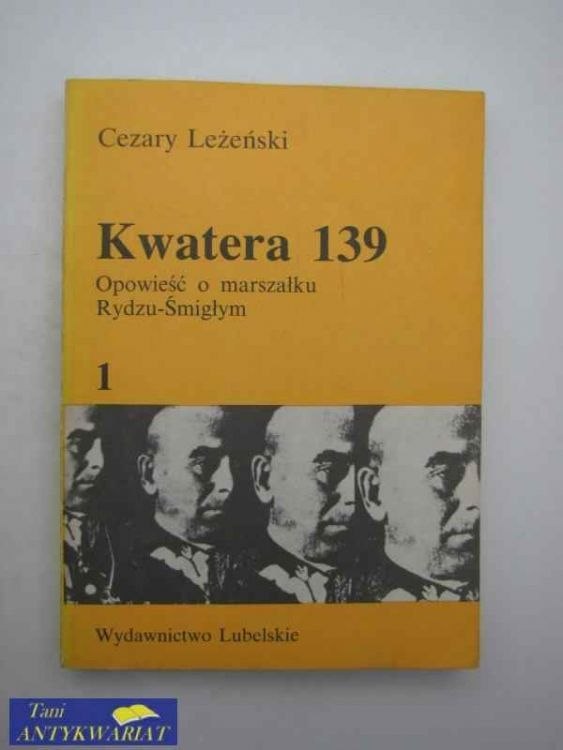 Cezary Leżeński
Kwatera 139
Opowieść o marszałku
Rydzu-Śmigłym
1
Wydawnictwo Lubelskie
Tani
ANTYKWARIAT